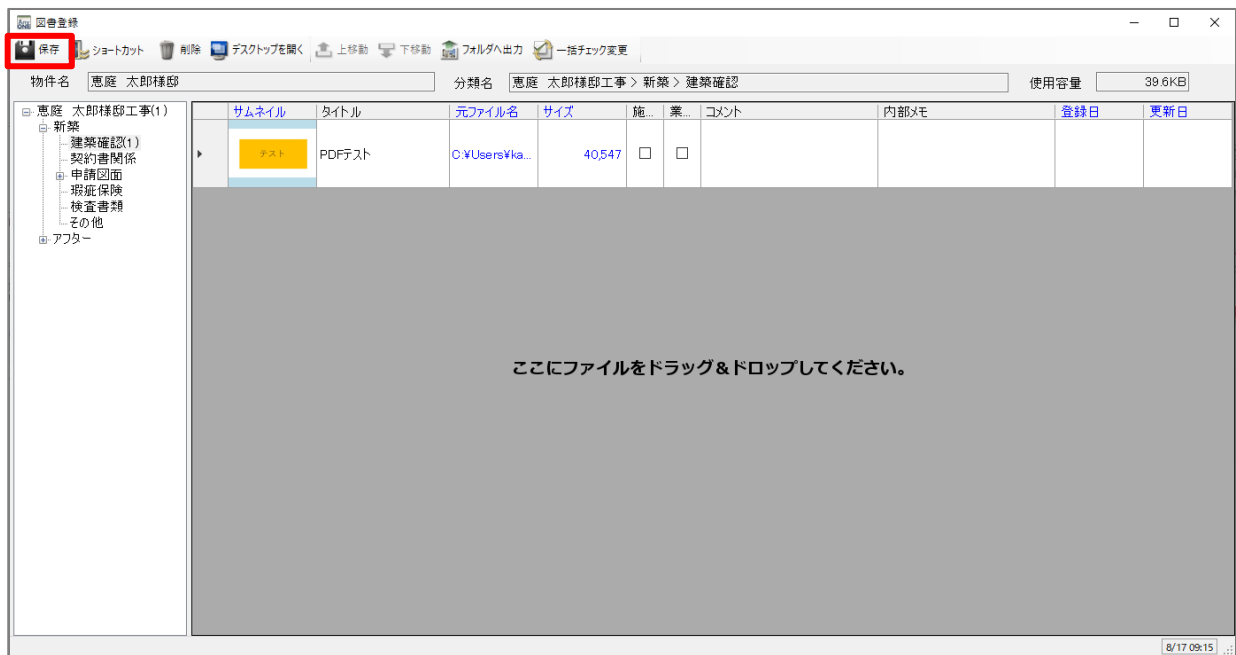 図書登録
保存 ショートカット 削除 デスクトップを開く 上移動 下移動 フォルダへ出力 一括チェック変更
物件名 恵庭 太郎様邸 分類名 恵庭 太郎様邸工事 > 新築 > 建築確認 使用容量 39.6KB
恵庭 太郎様邸工事(1)
新築
建築確認(1)
契約書関係
申請図面
瑕疵保険
検査書類
その他
アフター
サムネイル タイトル 元ファイル名 サイズ 施... 業... コメント 内部メモ 登録日 更新日
テスト PDFテスト C:¥Users¥ka... 40,547
ここにファイルをドラッグ&ドロップしてください。
8/17 09:15